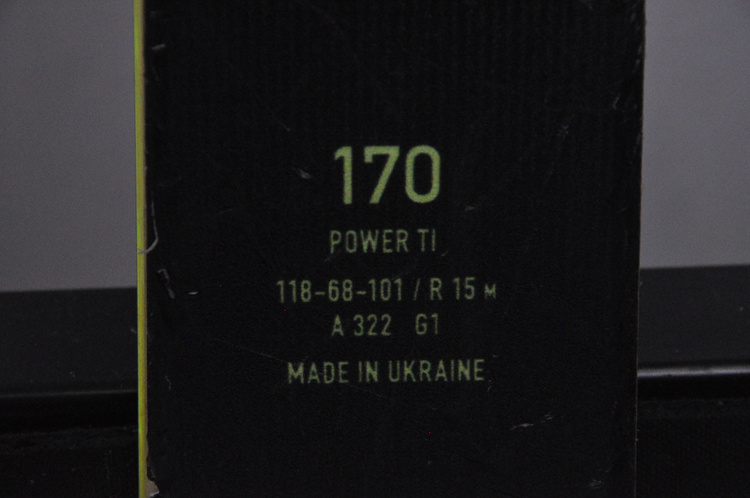 170
POWER TI
118-68-101 / R 15 M
A 322 G1
MADE IN UKRAINE